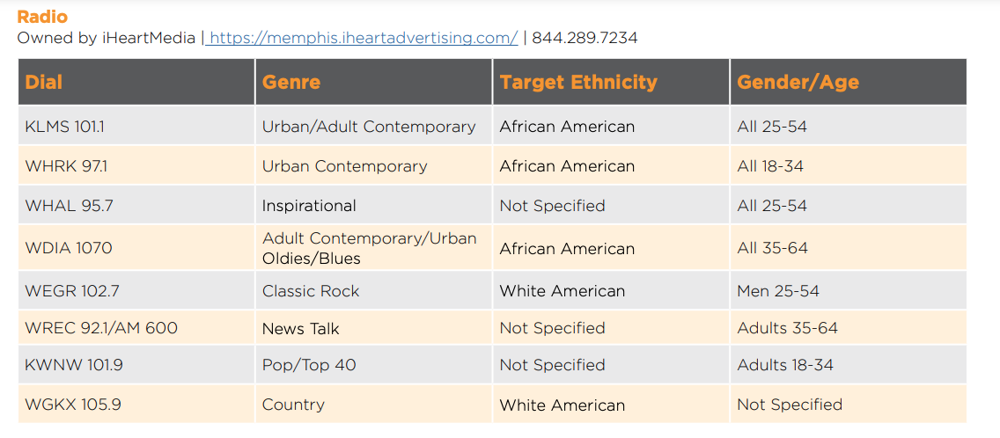 Radio
Owned by iHeartMedia | https://memphis.iheartadvertising.com/ | 844.289.7234
Dial Genre Target Ethnicity Gender/Age
KLMS 101.1 Urban/Adult Contemporary African American All 25-54
WHRK 97.1 Urban Contemporary African American All 18-34
WHAL 95.7 Inspirational Not Specified All 25-54
WDIA 1070 Adult Contemporary/Urban Oldies/Blues African American All 35-64
WEGR 102.7 Classic Rock White American Men 25-54
WREC 92.1/AM 600 News Talk Not Specified Adults 35-64
KWNW 101.9 Pop/Top 40 Not Specified Adults 18-34
WGKX 105.9 Country White American Not Specified